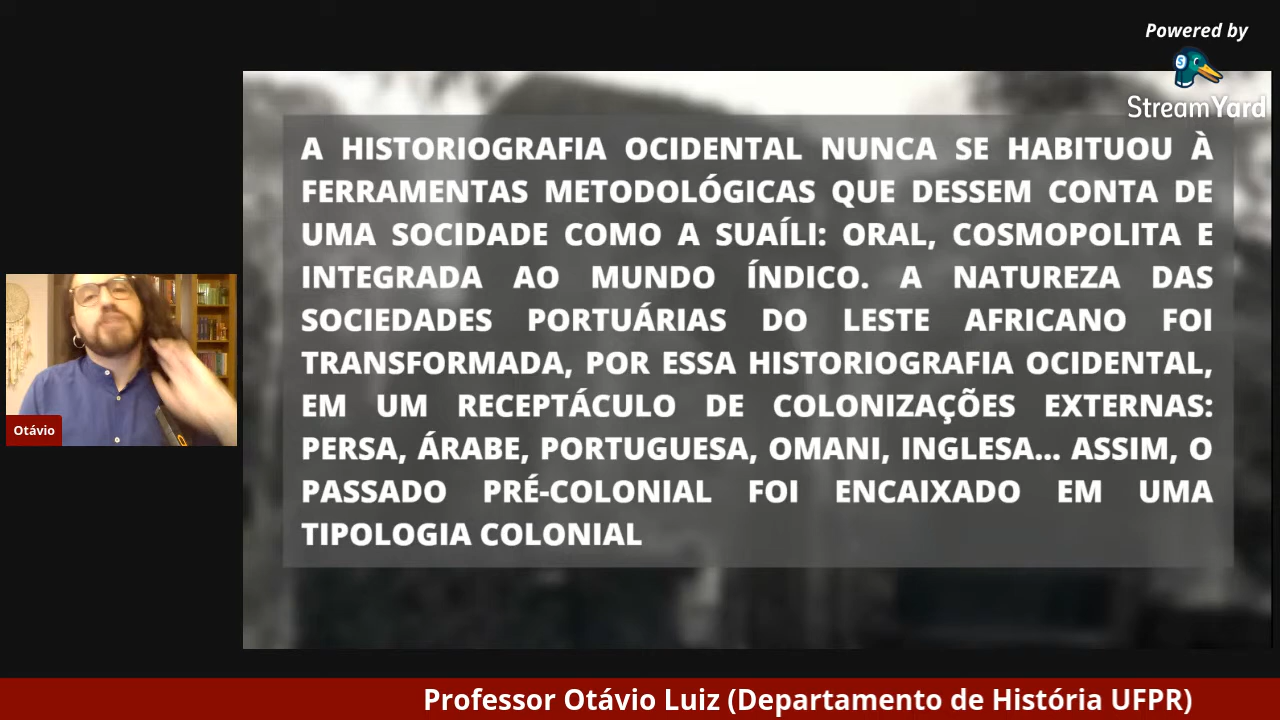 Powered by
StreamYard
A HISTORIOGRAFIA OCIDENTAL NUNCA SE HABITUOU À
FERRAMENTAS METODOLÓGICAS QUE DESSEM CONTA DE
UMA SOCIDADE COMO A SUAÍLI: ORAL, COSMOPOLITA E
INTEGRADA AO MUNDO ÍNDICO. A NATUREZA DAS
SOCIEDADES PORTUÁRIAS DO LESTE AFRICANO FOI
TRANSFORMADA, POR ESSA HISTORIOGRAFIA OCIDENTAL,
EM UM RECEPTÁCULO DE COLONIZAÇÕES EXTERNAS:
PERSA, ÁRABE, PORTUGUESA, OMANI, INGLESA... ASSIM, O
PASSADO PRÉ-COLONIAL FOI ENCAIXADO EM UMA
TIPOLOGIA COLONIAL
Otávio
Professor Otávio Luiz (Departamento de História UFPR)